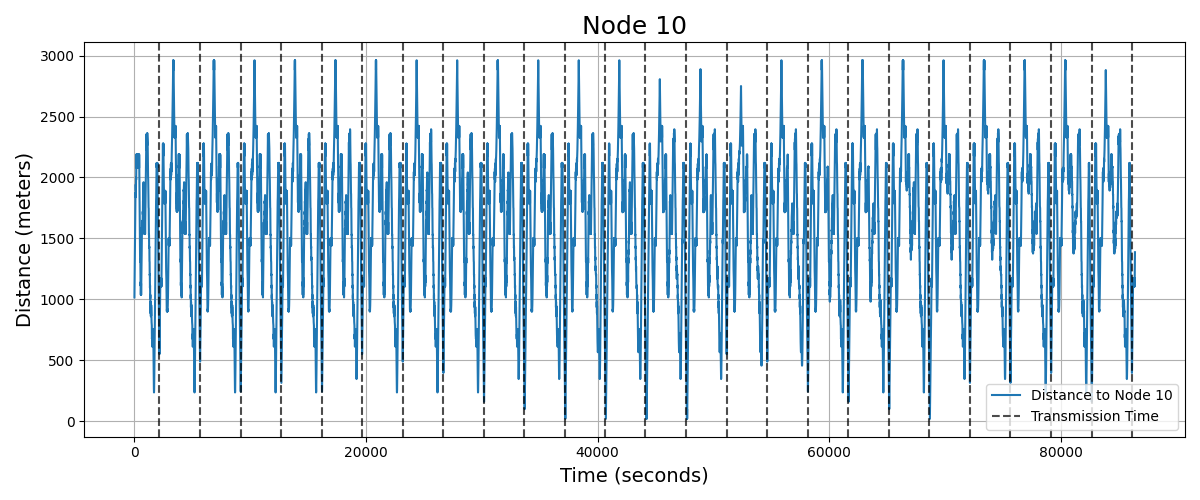 Node 10
Distance (meters)
3000
2500
2000
1500
1000
500
0
0 20000 40000 60000 80000
Time (seconds)
Distance to Node 10
Transmission Time